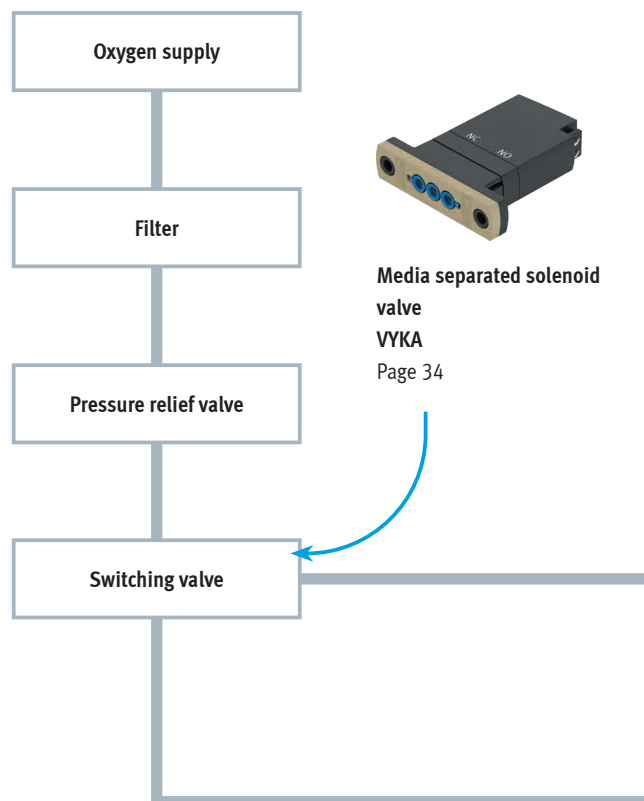 Oxygen supply
NC
NO
Filter
Media separated solenoid
valve
VYKA
Page 34
Pressure relief valve
Switching valve